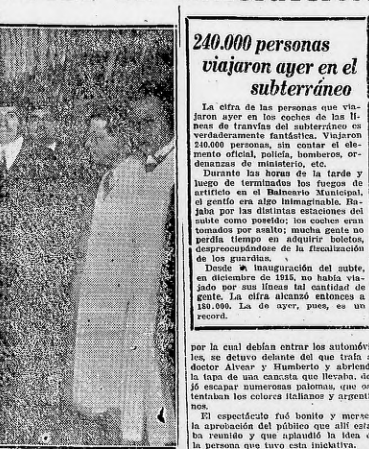 240.000 personas
viajaron ayer en el
subterráneo
La cifra de las personas que via-
jaron ayer en los coches de las lí-
neas de tranvías del subterráneo es
verdaderamente fantástica. Viajaron
240.000 personas, sin contar el ele-
mento oficial, policía, bomberos, or-
denanzas de ministerio, etc.
Durante las horas de la tarde y
luego de terminados los fuegos de
artificio en el Balneario Municipal,
el gentío era algo inimaginable. Ba-
jaba por las distintas estaciones del
subte como poseído; los coches eran
tomados por asalto; mucha gente no
perdía tiempo en adquirir boletos,
despreocupándose de la fiscalización
de los guardias.
Desde inauguración del subte,
en diciembre de 1915, no había via-
jado por sus líneas tal cantidad de
gente. La cifra alcanzó entonces a
180.000. La de ayer, pues, es un
record.
por la cual debían entrar los automóvi
les, se detuvo delante del que traía a
doctor Alvear y Humberto y abriend
la tapa de una canasta que llevaba, de
jó escapar numerosas palomas, que os
tentaban los colores italianos y argenti
nos.
El espectáculo fué bonito y merec
la aprobación del público que allí esta
ba reunido y que aplaudió la idea d
la persona que tuvo esta iniciativa.